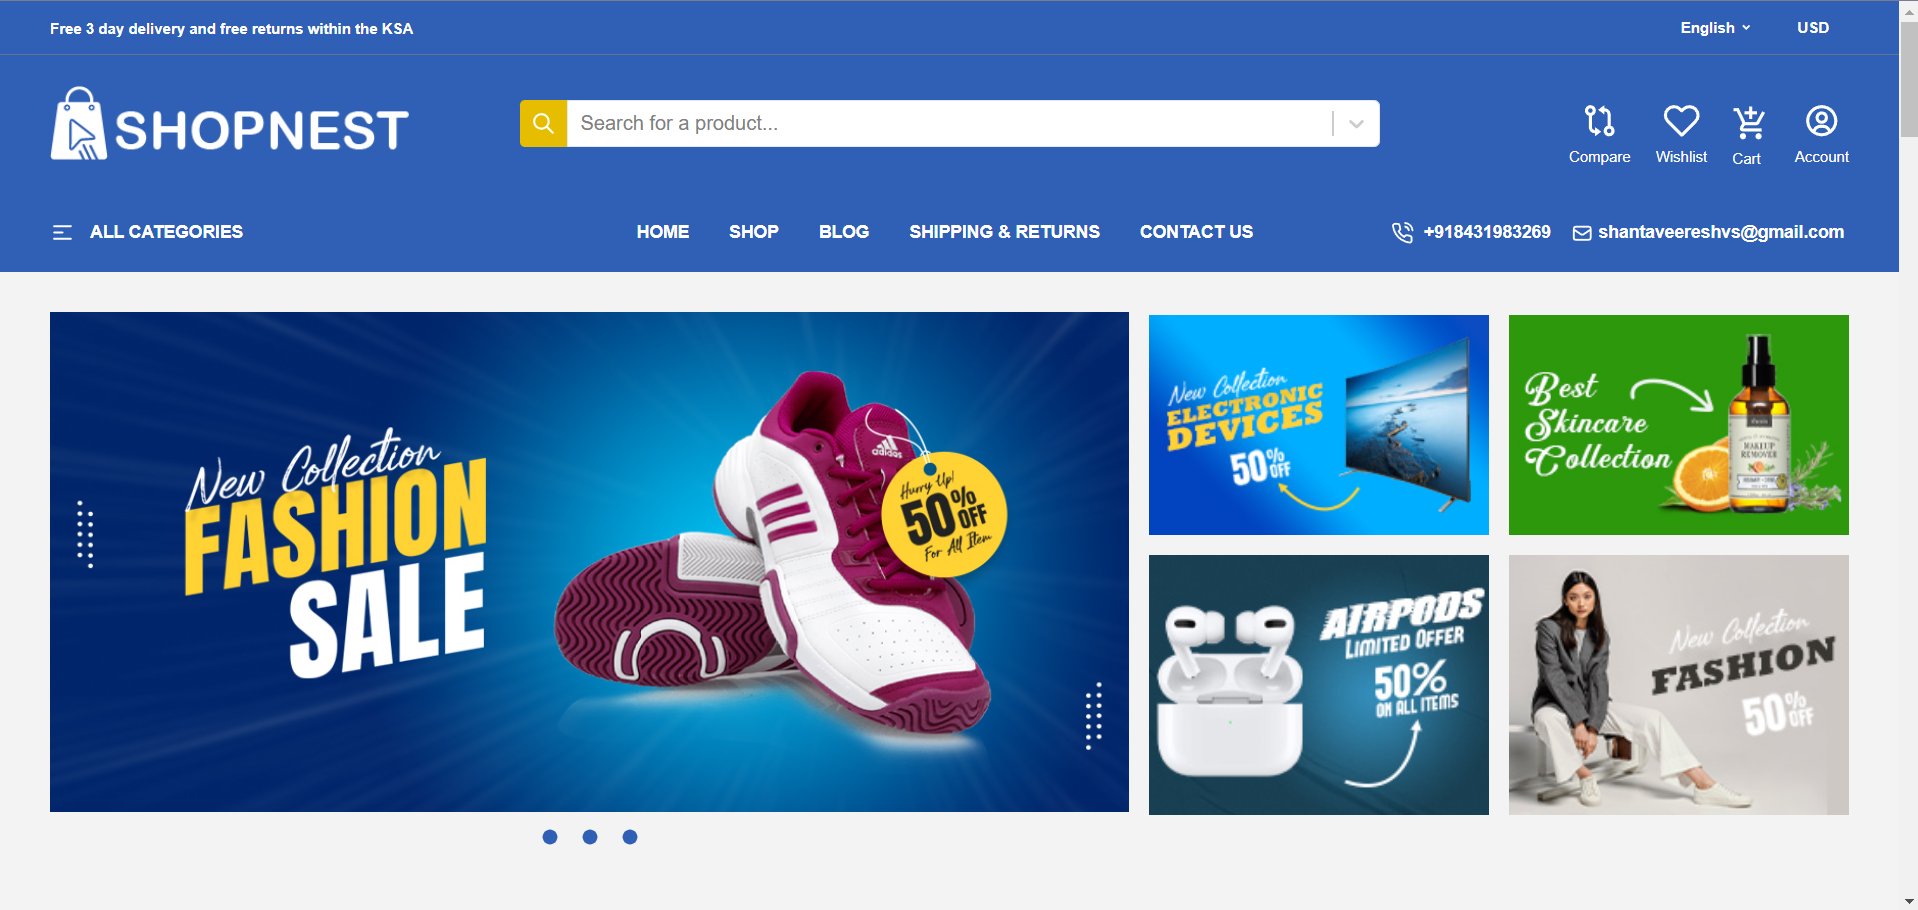 Free 3 day delivery and free returns within the KSA
English
USD
SHOPNEST
Search for a product...
Compare
Wishlist
Cart
Account
ALL CATEGORIES
HOME
SHOP
BLOG
SHIPPING & RETURNS
CONTACT US
+918431983269
shantaveereshvs@gmail.com
New Collection
FASHION
SALE
adidas
Hurry Up!
50% OFF
For All Item
New Collection
ELECTRONIC
DEVICES
50% OFF
Best
Skincare
Collection
MAKEUP
REMOVER
AIRPODS
LIMITED OFFER
50%
ON ALL ITEMS
New Collection
FASHION
50% OFF